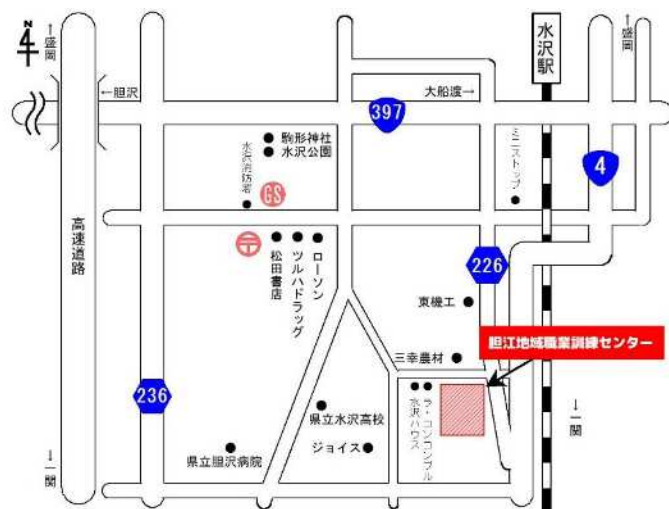 N
4
↑盛岡
水沢駅
↑盛岡
←胆沢
大船渡→
397
4
駒形神社
水沢公園
水沢消防署
GS
ミニストップ
〒
松田書店
ツルハドラッグ
ローソン
高速道路
226
東機工
胆江地域職業訓練センター
三幸農材
236
水沢ハウス
ラ・コンコンブル
県立水沢高校
ジョイス
県立胆沢病院
↓一関
↓一関